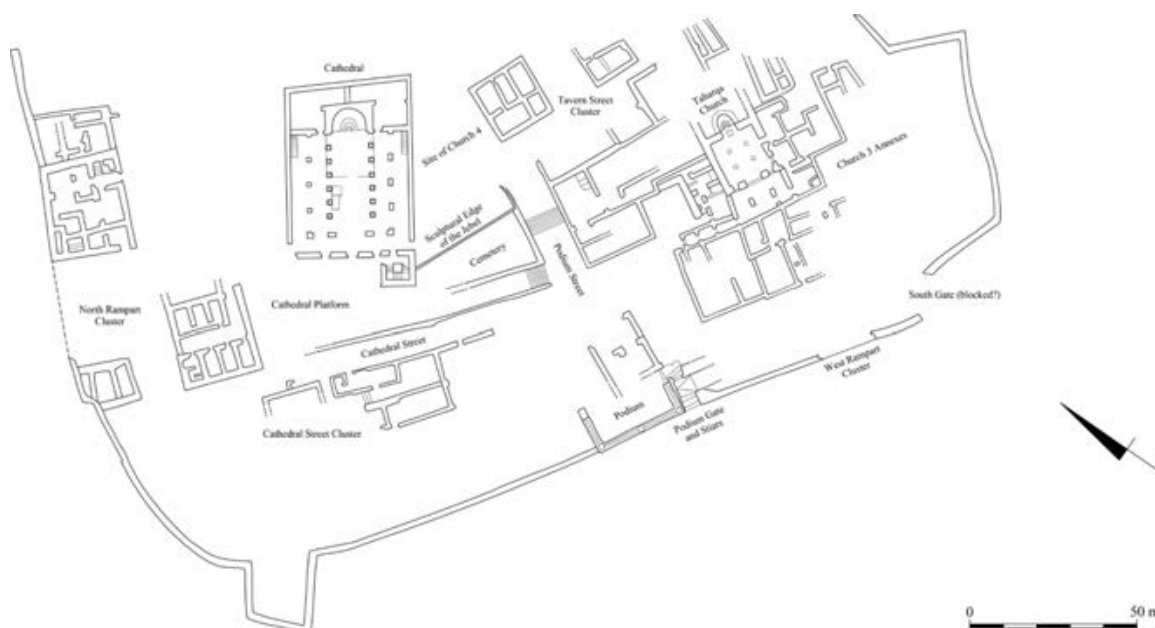 Cathedral
Site of Church 4
Tavern Street
Cluster
Taharqa
Church
Church 3 Annexes
Sculptural Edge
of the Jebel
Cemetery
Podium Street
South Gate (blocked?)
North Rampart
Cluster
Cathedral Platform
Cathedral Street
West Rampart
Cluster
Podium
Podium Gate
and Stiars
Cathedral Street Cluster
0
50 m